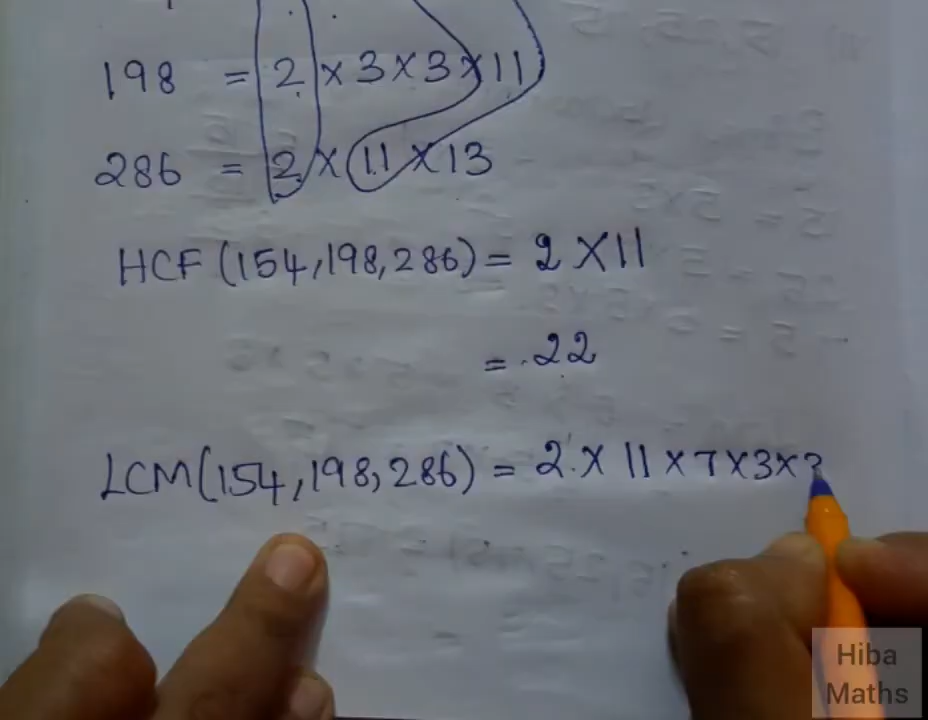 198 = 2 × 3 × 3 × 11
286 = 2 × 11 × 13
HCF (154,198,286) = 2 × 11
= 22
LCM(154,198,286) = 2 × 11 × 7 × 3 × 3
Hiba
Maths